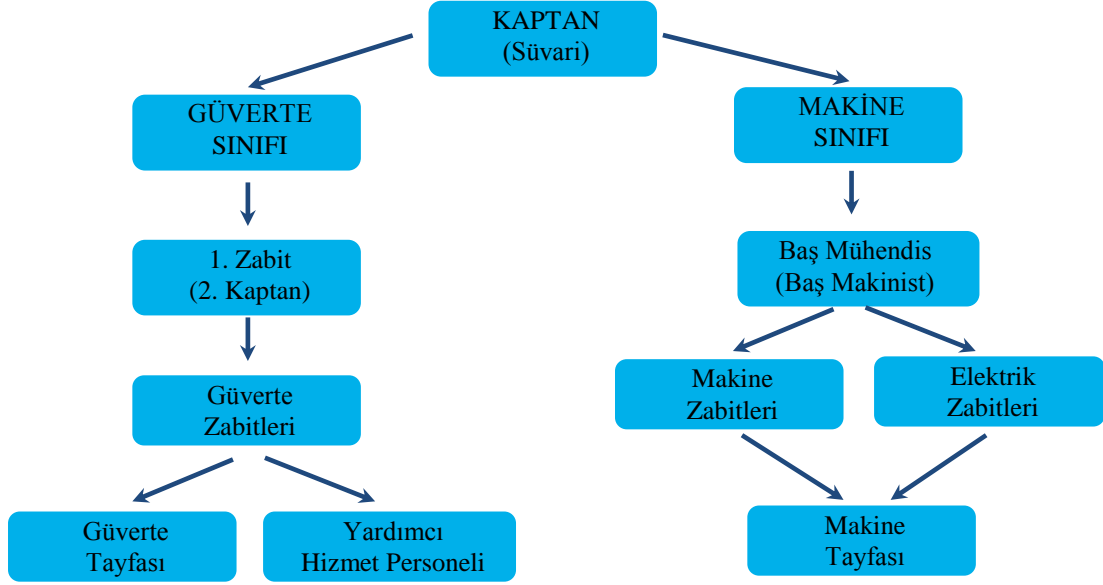 KAPTAN
(Süvari)
GÜVERTE
SINIFI
MAKİNE
SINIFI
1. Zabit
(2. Kaptan)
Baş Mühendis
(Baş Makinist)
Güverte
Zabitleri
Makine
Zabitleri
Elektrik
Zabitleri
Güverte
Tayfası
Yardımcı
Hizmet Personeli
Makine
Tayfası